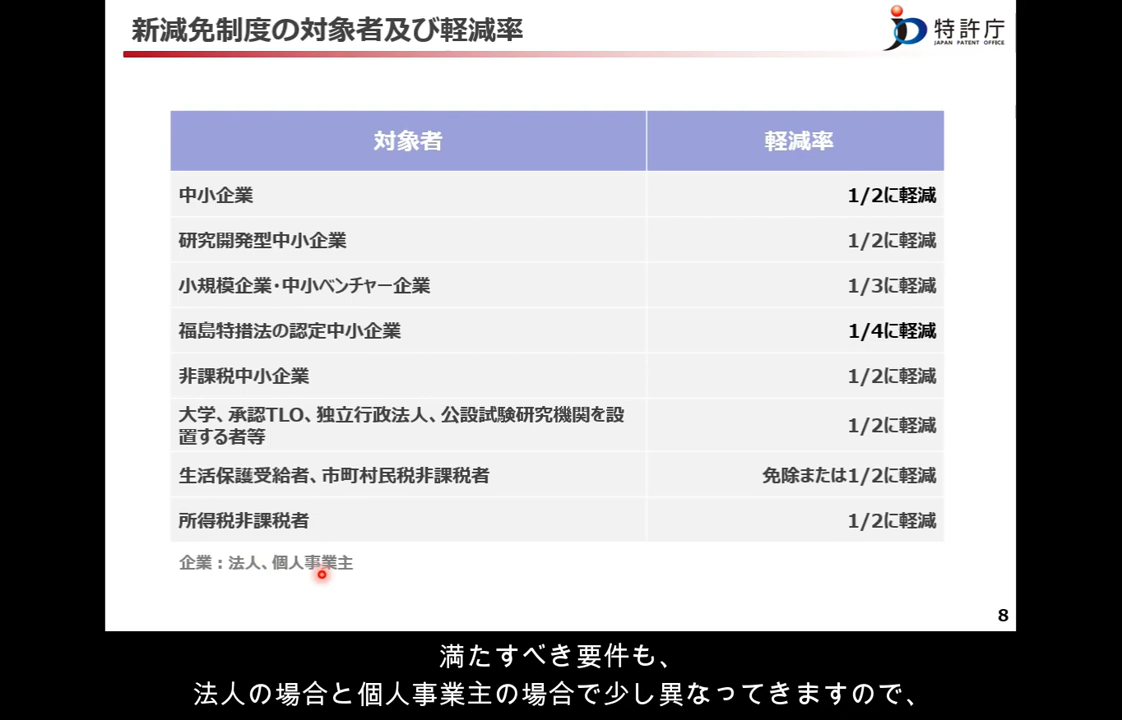 新減免制度の対象者及び軽減率
特許庁
JAPAN PATENT OFFICE
対象者
軽減率
中小企業
1/2に軽減
研究開発型中小企業
1/2に軽減
小規模企業・中小ベンチャー企業
1/3に軽減
福島特措法の認定中小企業
1/4に軽減
非課税中小企業
1/2に軽減
大学、承認TLO、独立行政法人、公設試験研究機関を設
置する者等
1/2に軽減
生活保護受給者、市町村民税非課税者
免除または1/2に軽減
所得税非課税者
1/2に軽減
企業：法人、個人事業主
8
満たすべき要件も、
法人の場合と個人事業主の場合で少し異なってきますので、